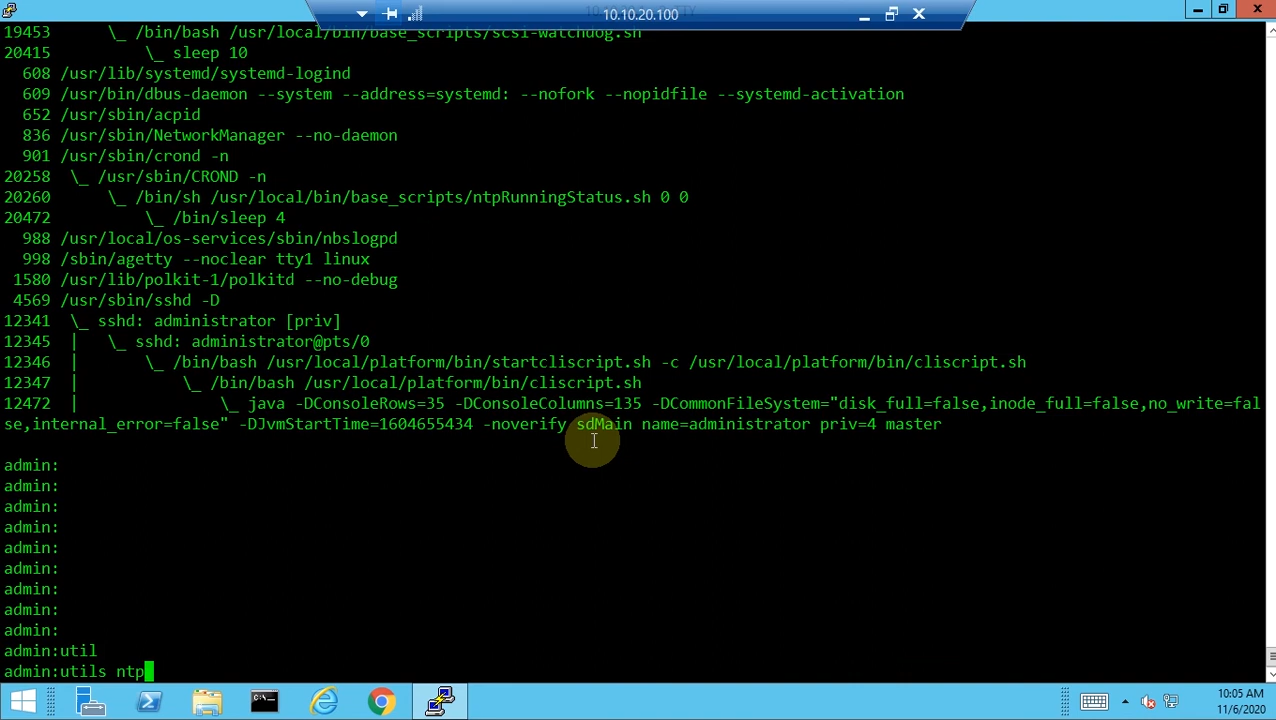 10.10.20.100
19453      \_ /bin/bash /usr/local/bin/base_scripts/scsi-watchdog.sh
20415          \_ sleep 10
  608 /usr/lib/systemd/systemd-logind
  609 /usr/bin/dbus-daemon --system --address=systemd: --nofork --nopidfile --systemd-activation
  652 /usr/sbin/acpid
  836 /usr/sbin/NetworkManager --no-daemon
  901 /usr/sbin/crond -n
20258  \_ /usr/sbin/CROND -n
20260      \_ /bin/sh /usr/local/bin/base_scripts/ntpRunningStatus.sh 0 0
20472          \_ /bin/sleep 4
  988 /usr/local/os-services/sbin/nbslogpd
  998 /sbin/agetty --noclear tty1 linux
 1580 /usr/lib/polkit-1/polkitd --no-debug
 4569 /usr/sbin/sshd -D
12341  \_ sshd: administrator [priv]
12345  |   \_ sshd: administrator@pts/0
12346  |       \_ /bin/bash /usr/local/platform/bin/startcliscript.sh -c /usr/local/platform/bin/cliscript.sh
12347  |           \_ /bin/bash /usr/local/platform/bin/cliscript.sh
12472  |               \_ java -DConsoleRows=35 -DConsoleColumns=135 -DCommonFileSystem="disk_full=false,inode_full=false,no_write=fal
se,internal_error=false" -DJvmStartTime=1604655434 -noverify sdMain name=administrator priv=4 master
admin:
admin:
admin:
admin:
admin:
admin:
admin:
admin:
admin:
admin:util
admin:utils ntp
10:05 AM
11/6/2020